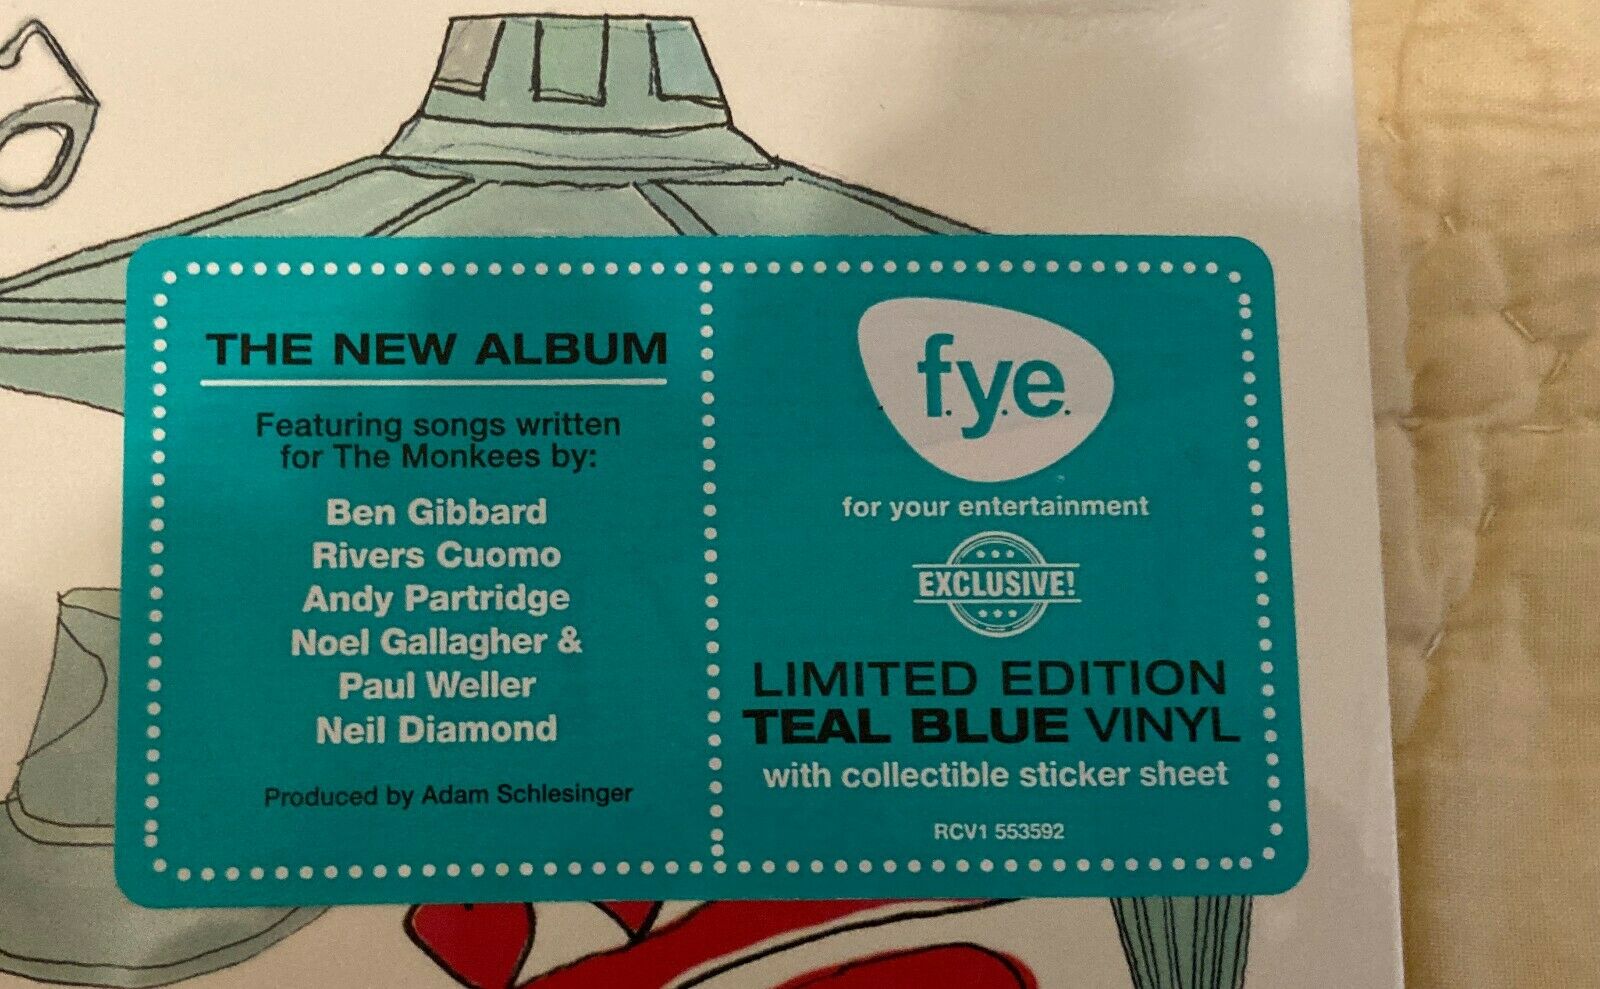 THE NEW ALBUM
Featuring songs written
for The Monkees by:
Ben Gibbard
Rivers Cuomo
Andy Partridge
Noel Gallagher &
Paul Weller
Neil Diamond
Produced by Adam Schlesinger
f.y.e.
for your entertainment
EXCLUSIVE!
LIMITED EDITION
TEAL BLUE VINYL
with collectible sticker sheet
RCV1 553592